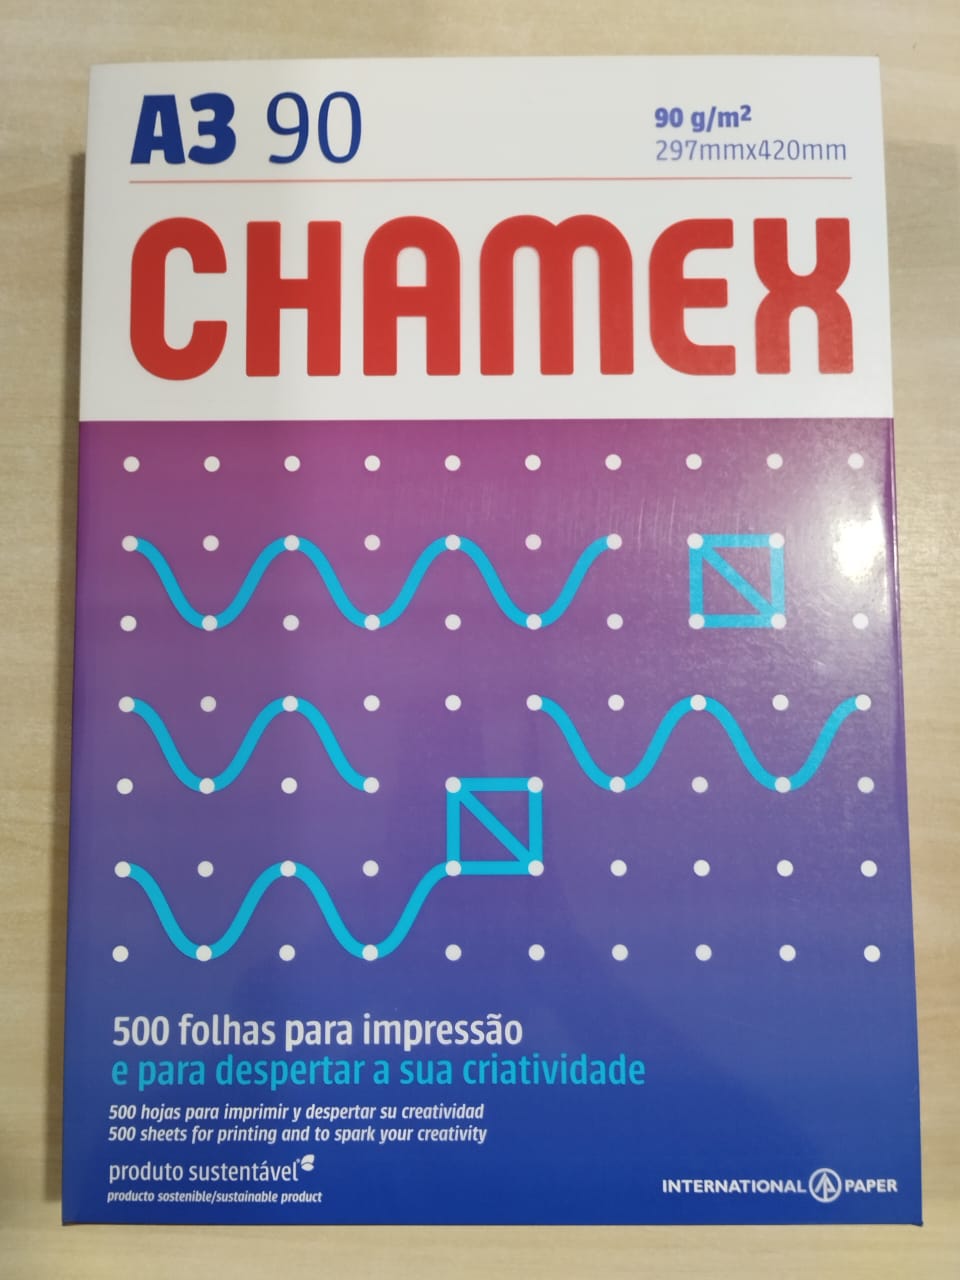 A3 90
90 g/m²
297mmx420mm
CHAMEX
500 folhas para impressão
e para despertar a sua criatividade
500 hojas para imprimir y despertar su creatividad
500 sheets for printing and to spark your creativity
produto sustentável
producto sostenible/sustainable product
INTERNATIONAL PAPER